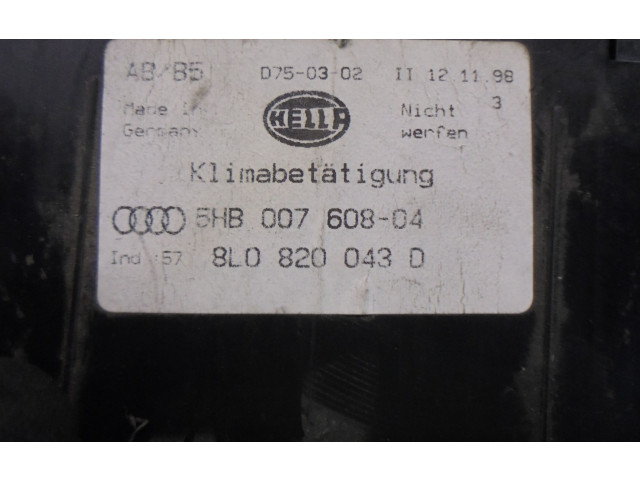 AB/B5 D75-03-02 II 12.11.98
Made in HELLA Nicht 3
Germany werfen
Klimabetätigung
5HB 007 608-04
Ind 57 8L0 820 043 D